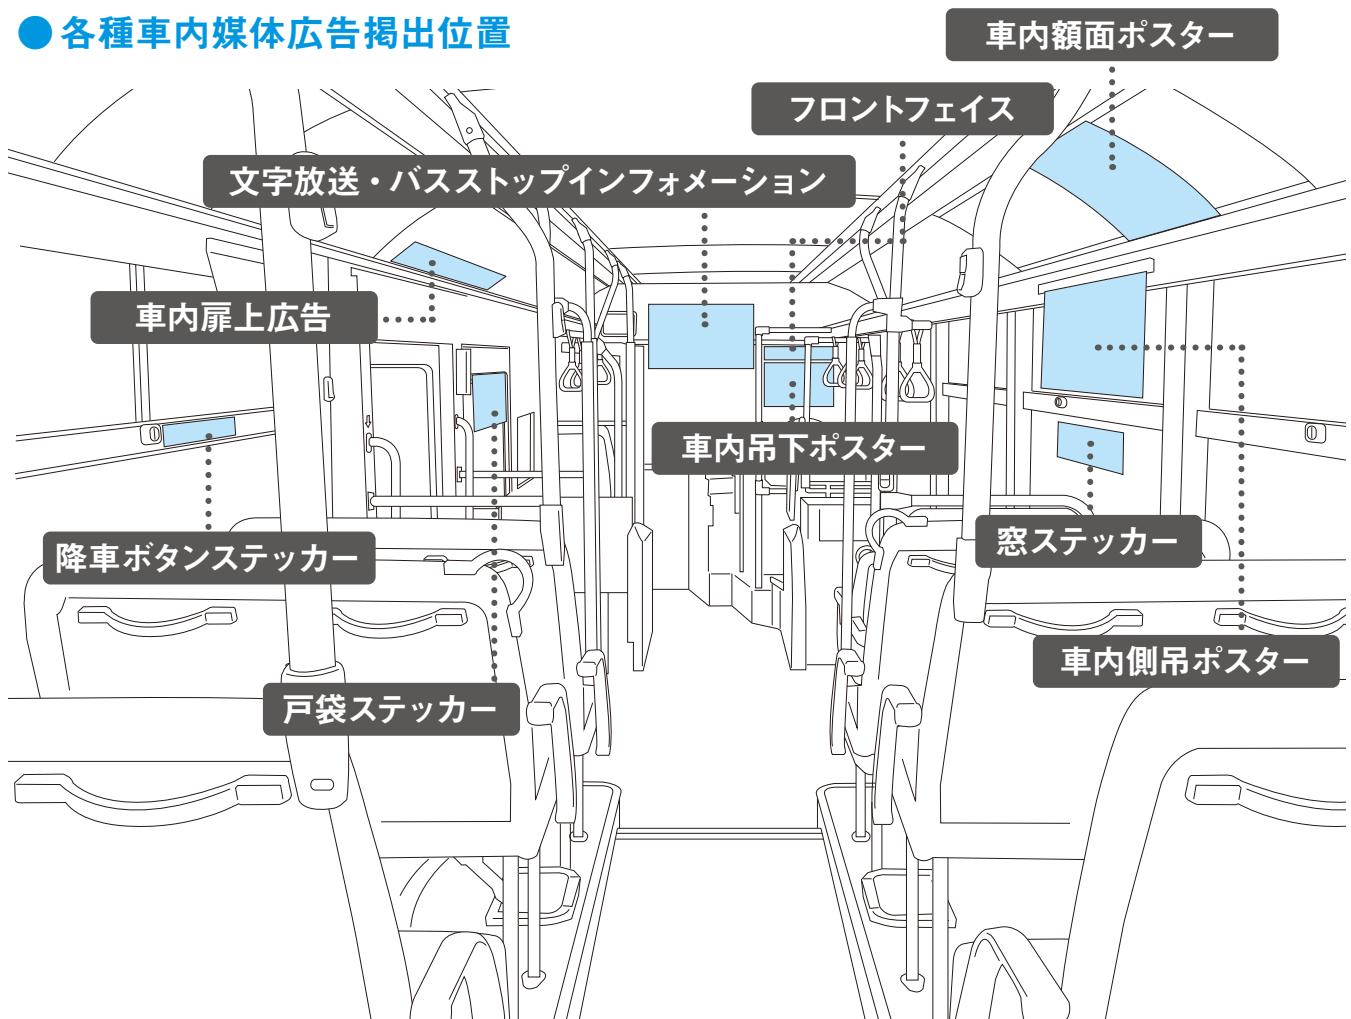 ● 各種車内媒体広告掲出位置
車内額面ポスター
フロントフェイス
文字放送・バスストップインフォメーション
車内扉上広告
車内吊下ポスター
降車ボタンステッカー
窓ステッカー
車内側吊ポスター
戸袋ステッカー